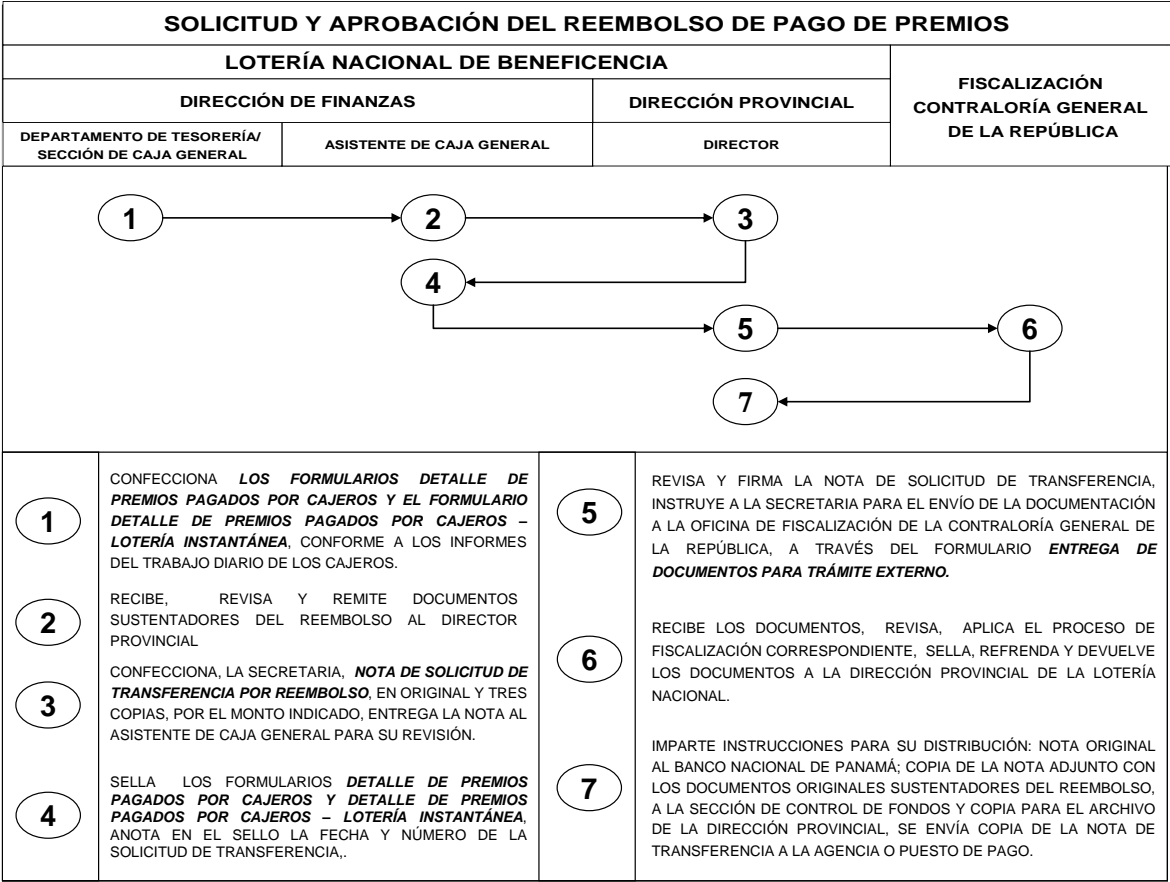 SOLICITUD Y APROBACIÓN DEL REEMBOLSO DE PAGO DE PREMIOS
LOTERÍA NACIONAL DE BENEFICENCIA
FISCALIZACIÓN
CONTRALORÍA GENERAL
DE LA REPÚBLICA
DIRECCIÓN DE FINANZAS
DIRECCIÓN PROVINCIAL
DEPARTAMENTO DE TESORERÍA/
SECCIÓN DE CAJA GENERAL
ASISTENTE DE CAJA GENERAL
DIRECTOR
1
2
3
4
5
6
7
1
CONFECCIONA LOS FORMULARIOS DETALLE DE
PREMIOS PAGADOS POR CAJEROS Y EL FORMULARIO
DETALLE DE PREMIOS PAGADOS POR CAJEROS –
LOTERÍA INSTANTÁNEA, CONFORME A LOS INFORMES
DEL TRABAJO DIARIO DE LOS CAJEROS.
2
RECIBE, REVISA Y REMITE DOCUMENTOS
SUSTENTADORES DEL REEMBOLSO AL DIRECTOR
PROVINCIAL
3
CONFECCIONA, LA SECRETARIA, NOTA DE SOLICITUD DE
TRANSFERENCIA POR REEMBOLSO, EN ORIGINAL Y TRES
COPIAS, POR EL MONTO INDICADO, ENTREGA LA NOTA AL
ASISTENTE DE CAJA GENERAL PARA SU REVISIÓN.
4
SELLA LOS FORMULARIOS DETALLE DE PREMIOS
PAGADOS POR CAJEROS Y DETALLE DE PREMIOS
PAGADOS POR CAJEROS – LOTERÍA INSTANTÁNEA,
ANOTA EN EL SELLO LA FECHA Y NÚMERO DE LA
SOLICITUD DE TRANSFERENCIA,.
5
REVISA Y FIRMA LA NOTA DE SOLICITUD DE TRANSFERENCIA,
INSTRUYE A LA SECRETARIA PARA EL ENVÍO DE LA DOCUMENTACIÓN
A LA OFICINA DE FISCALIZACIÓN DE LA CONTRALORÍA GENERAL DE
LA REPÚBLICA, A TRAVÉS DEL FORMULARIO ENTREGA DE
DOCUMENTOS PARA TRÁMITE EXTERNO.
6
RECIBE LOS DOCUMENTOS, REVISA, APLICA EL PROCESO DE
FISCALIZACIÓN CORRESPONDIENTE, SELLA, REFRENDA Y DEVUELVE
LOS DOCUMENTOS A LA DIRECCIÓN PROVINCIAL DE LA LOTERÍA
NACIONAL.
7
IMPARTE INSTRUCCIONES PARA SU DISTRIBUCIÓN: NOTA ORIGINAL
AL BANCO NACIONAL DE PANAMÁ; COPIA DE LA NOTA ADJUNTO CON
LOS DOCUMENTOS ORIGINALES SUSTENTADORES DEL REEMBOLSO,
A LA SECCIÓN DE CONTROL DE FONDOS Y COPIA PARA EL ARCHIVO
DE LA DIRECCIÓN PROVINCIAL, SE ENVÍA COPIA DE LA NOTA DE
TRANSFERENCIA A LA AGENCIA O PUESTO DE PAGO.